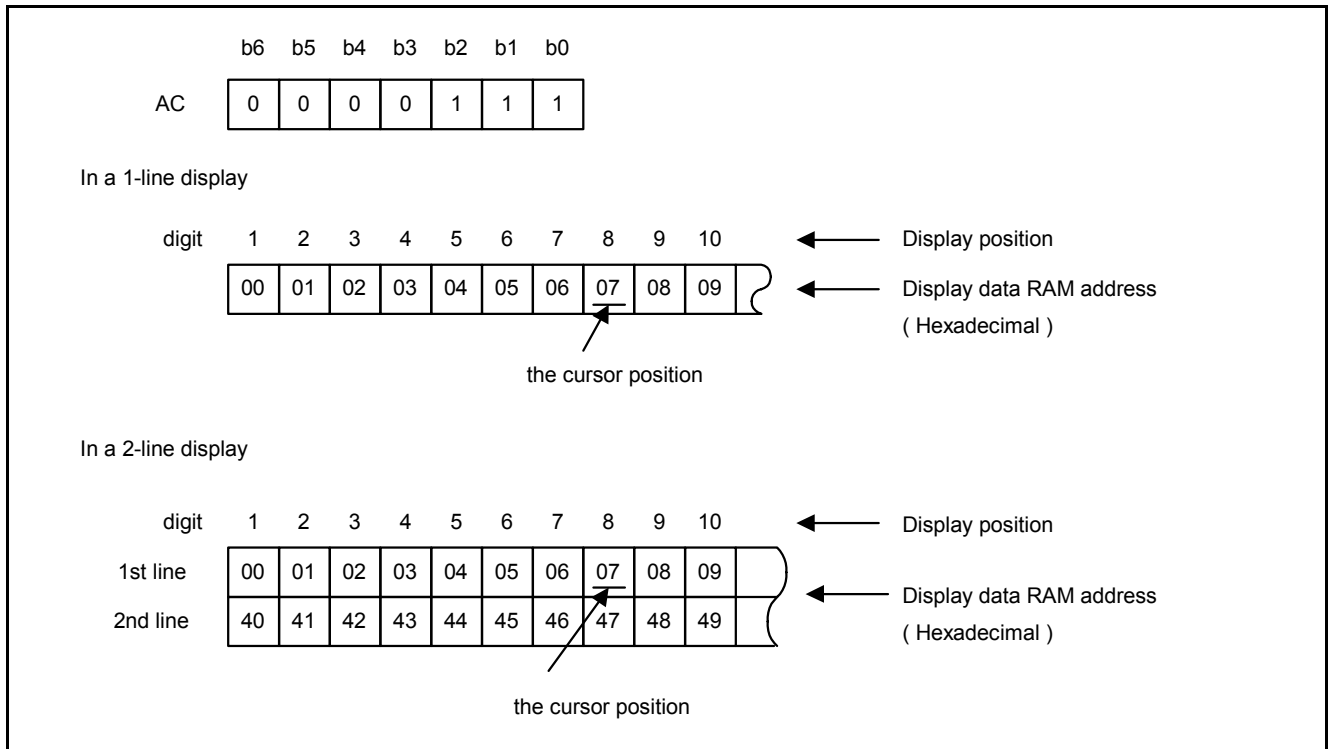 b6 b5 b4 b3 b2 b1 b0
AC 0 0 0 0 1 1 1
In a 1-line display
digit 1 2 3 4 5 6 7 8 9 10 Display position
00 01 02 03 04 05 06 07 08 09 Display data RAM address
( Hexadecimal )
the cursor position
In a 2-line display
digit 1 2 3 4 5 6 7 8 9 10 Display position
1st line 00 01 02 03 04 05 06 07 08 09
Display data RAM address
2nd line 40 41 42 43 44 45 46 47 48 49
( Hexadecimal )
the cursor position